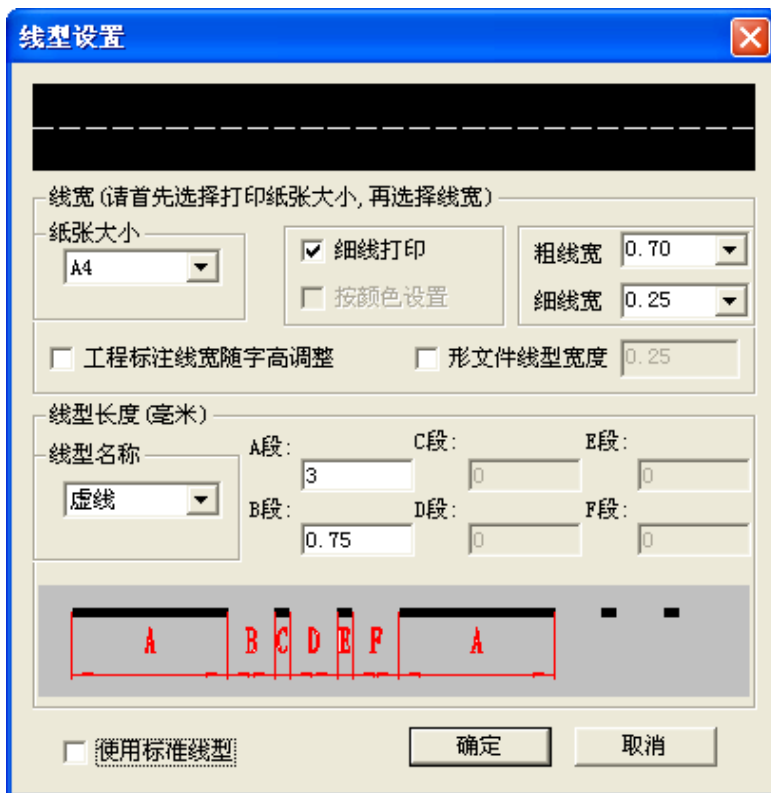 线型设置
线宽(请首先选择打印纸张大小,再选择线宽)
纸张大小
A4
细线打印
按颜色设置
粗线宽 0.70
细线宽 0.25
工程标注线宽随字高调整
形文件线型宽度 0.25
线型长度(毫米)
线型名称
虚线
A段: C段: E段:
3 0 0
B段: D段: F段:
0.75 0 0
A B C D E F A
使用标准线型
确定 取消